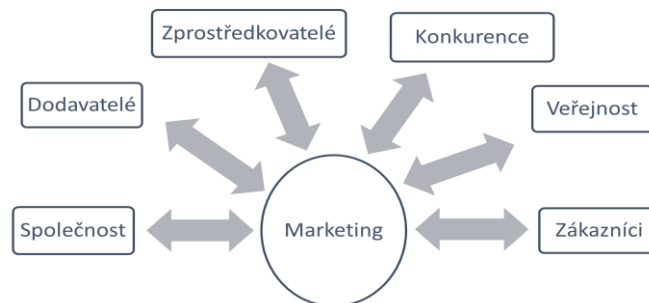 Zprostředkovatelé
Konkurence
Dodavatelé
Veřejnost
Společnost
Marketing
Zákazníci